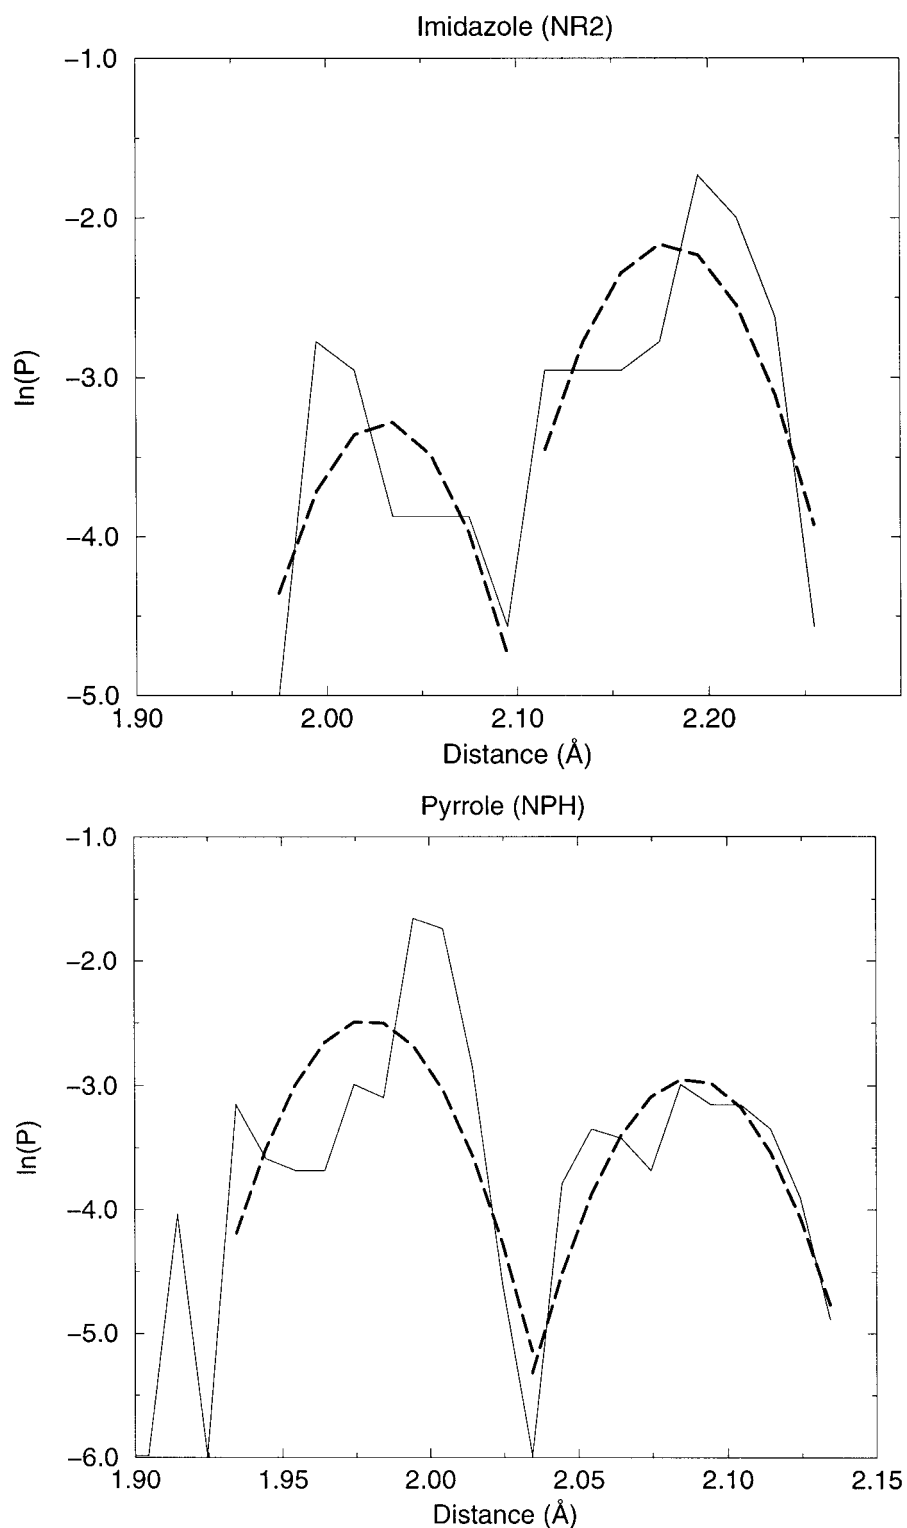 Imidazole (NR2)
−1.0
−2.0
−3.0
−4.0
−5.0
ln(P)
1.90 2.00 2.10 2.20
Distance (Å)
Pyrrole (NPH)
−1.0
−2.0
−3.0
−4.0
−5.0
−6.0
ln(P)
1.90 1.95 2.00 2.05 2.10 2.15
Distance (Å)